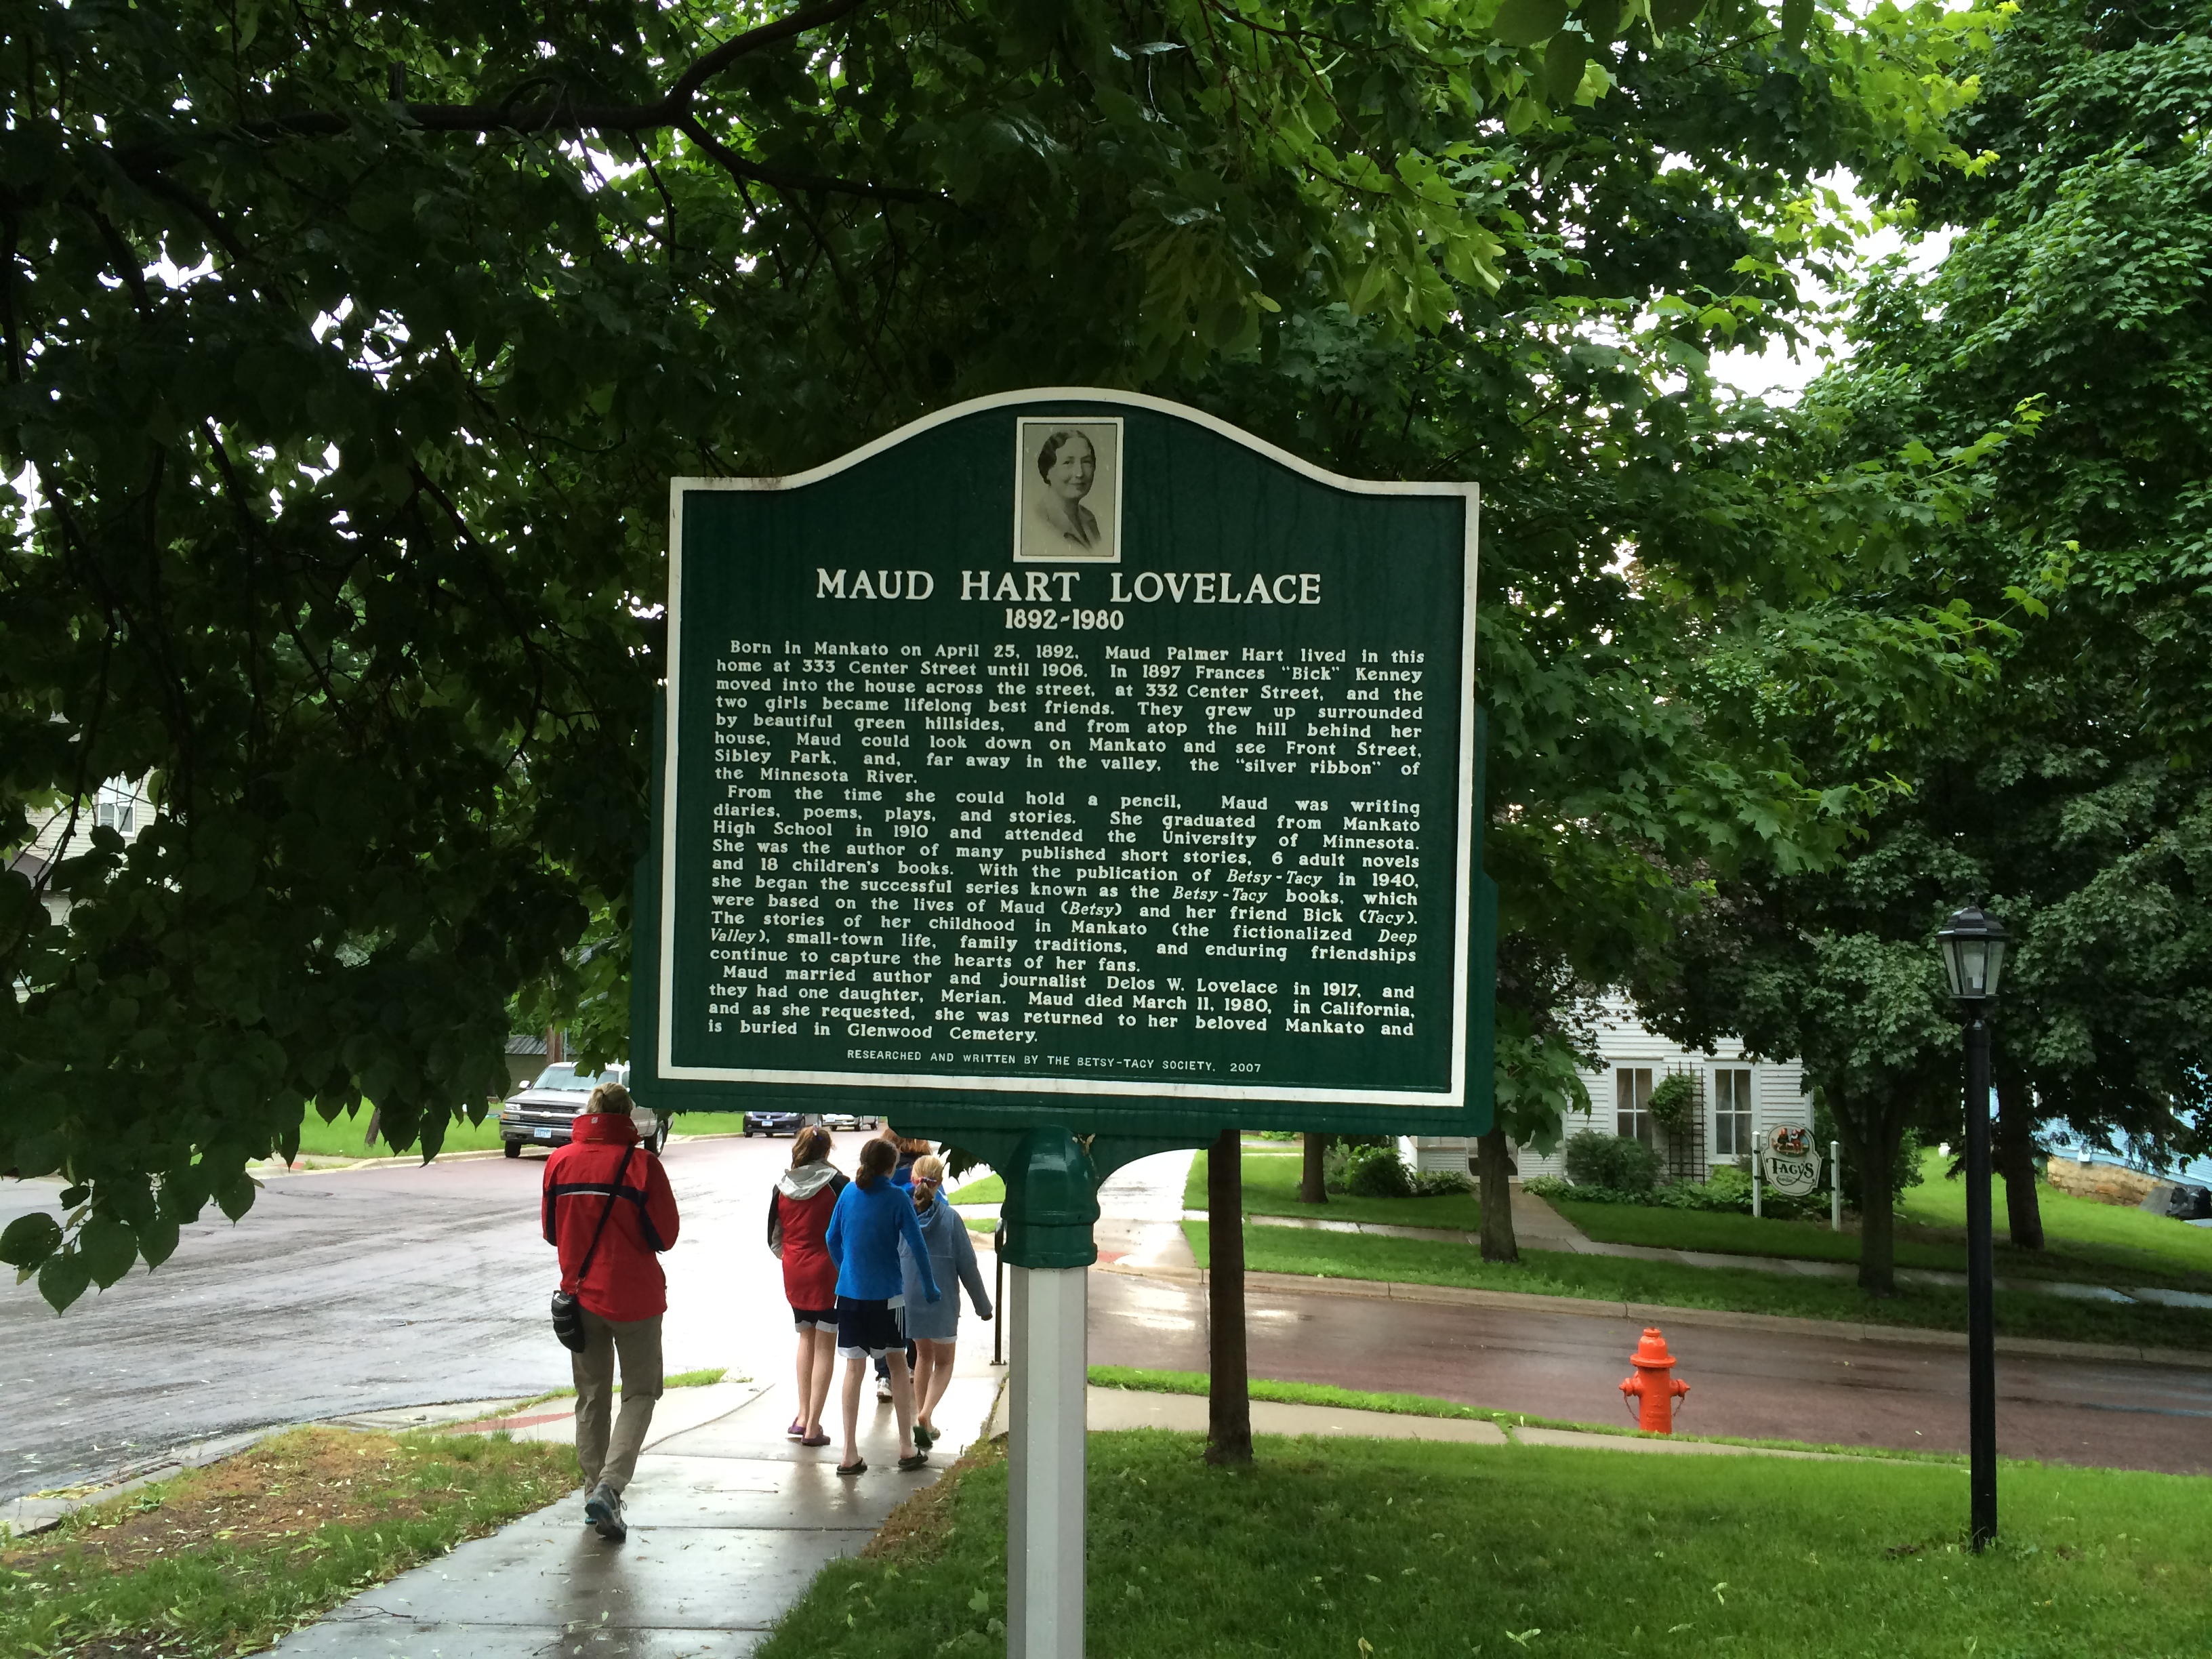 MAUD HART LOVELACE
1892-1980
Born in Mankato on April 25, 1892, Maud Palmer Hart lived in this
home at 333 Center Street until 1906. In 1897 Frances "Bick" Kenney
moved into the house across the street, at 332 Center Street, and the
two girls became lifelong best friends. They grew up surrounded
by beautiful green hillsides, and from atop the hill behind her
house, Maud could look down on Mankato and see Front Street,
Sibley Park, and, far away in the valley, the "silver ribbon" of
the Minnesota River.
From the time she could hold a pencil, Maud was writing
diaries, poems, plays, and stories. She graduated from Mankato
High School in 1910 and attended the University of Minnesota.
She was the author of many published short stories, 6 adult novels
and 18 children's books. With the publication of Betsy-Tacy in 1940,
she began the successful series known as the Betsy-Tacy books, which
were based on the lives of Maud (Betsy) and her friend Bick (Tacy).
The stories of her childhood in Mankato (the fictionalized Deep
Valley), small-town life, family traditions, and enduring friendships
continue to capture the hearts of her fans.
Maud married author and journalist Delos W. Lovelace in 1917, and
they had one daughter, Merian. Maud died March 11, 1980, in California,
and as she requested, she was returned to her beloved Mankato and
is buried in Glenwood Cemetery.
RESEARCHED AND WRITTEN BY THE BETSY-TACY SOCIETY, 2007
TACY'S